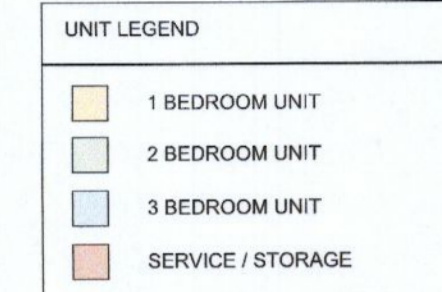 UNIT LEGEND
1 BEDROOM UNIT
2 BEDROOM UNIT
3 BEDROOM UNIT
SERVICE / STORAGE